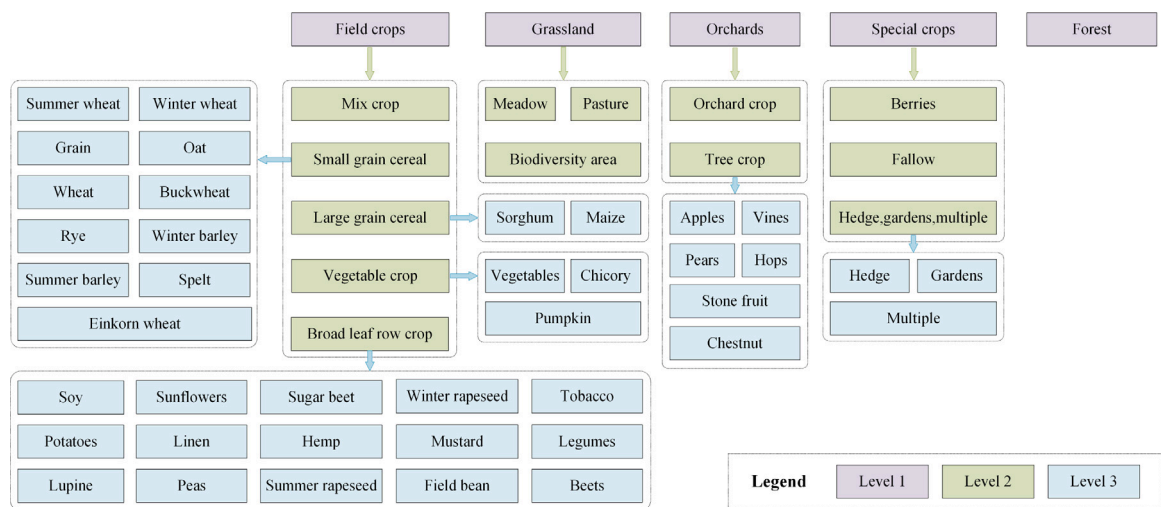 Field crops
Grassland
Orchards
Special crops
Forest
Summer wheat
Winter wheat
Grain
Oat
Wheat
Buckwheat
Rye
Winter barley
Summer barley
Spelt
Einkorn wheat
Mix crop
Small grain cereal
Large grain cereal
Vegetable crop
Broad leaf row crop
Meadow
Pasture
Biodiversity area
Sorghum
Maize
Vegetables
Chicory
Pumpkin
Orchard crop
Tree crop
Apples
Vines
Pears
Hops
Stone fruit
Chestnut
Berries
Fallow
Hedge,gardens,multiple
Hedge
Gardens
Multiple
Soy
Sunflowers
Sugar beet
Winter rapeseed
Tobacco
Potatoes
Linen
Hemp
Mustard
Legumes
Lupine
Peas
Summer rapeseed
Field bean
Beets
Legend
Level 1
Level 2
Level 3